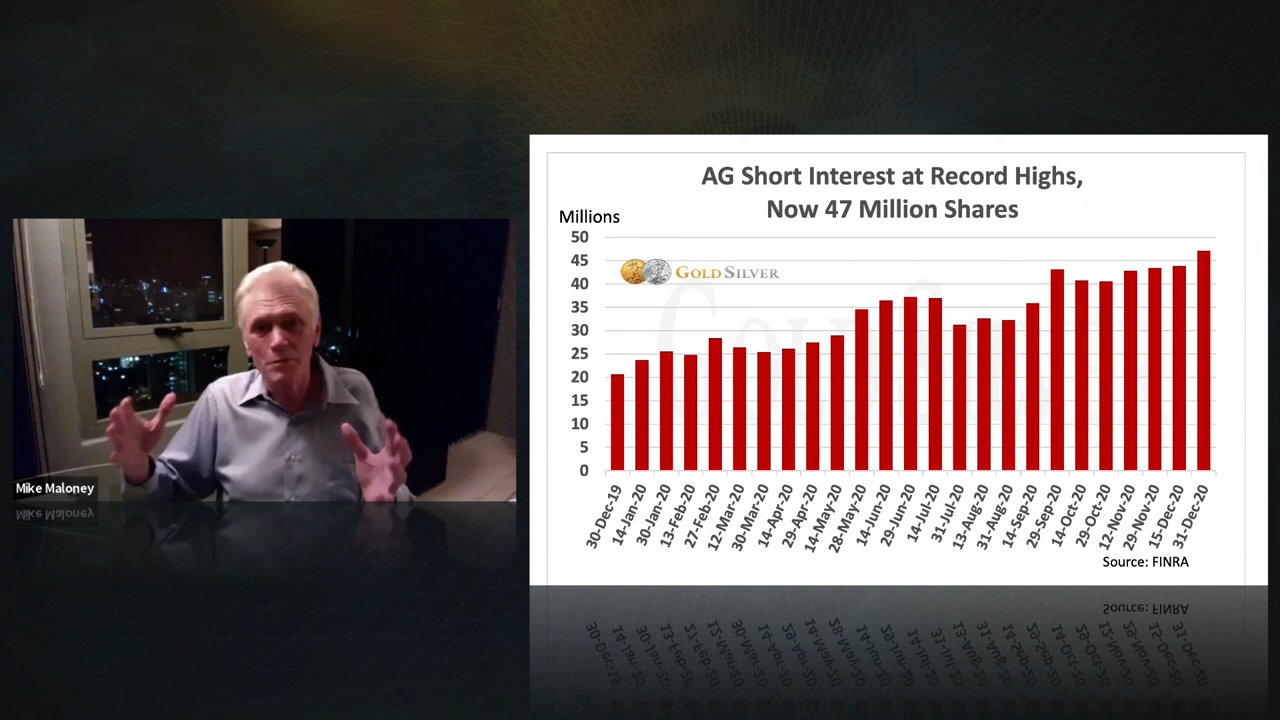 AG Short Interest at Record Highs,
Now 47 Million Shares
Millions
50
45
40
35
30
25
20
15
10
5
0
GOLDSILVER
30-Dec-19
14-Jan-20
30-Jan-20
13-Feb-20
27-Feb-20
12-Mar-20
30-Mar-20
14-Apr-20
29-Apr-20
14-May-20
28-May-20
14-Jun-20
29-Jun-20
14-Jul-20
31-Jul-20
13-Aug-20
31-Aug-20
14-Sep-20
29-Sep-20
14-Oct-20
29-Oct-20
12-Nov-20
29-Nov-20
15-Dec-20
31-Dec-20
Source: FINRA
Mike Maloney